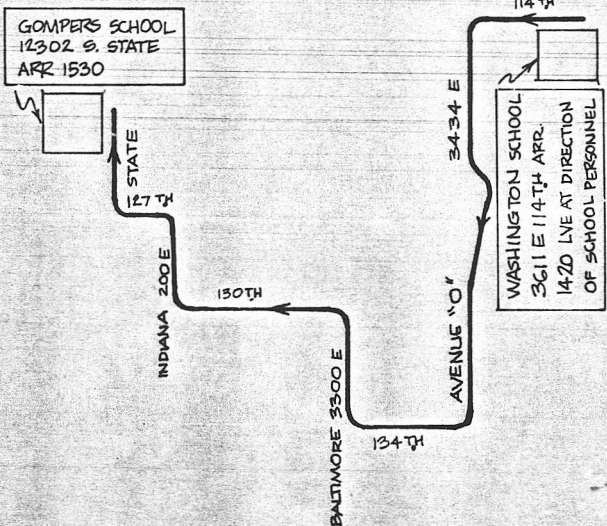 GOMPERS SCHOOL
12302 S. STATE
ARR 1530
114TH
3434 E
WASHINGTON SCHOOL
3611 E 114TH ARR.
1420 LVE AT DIRECTION
OF SCHOOL PERSONNEL
STATE
127TH
INDIANA 200 E
130TH
BALTIMORE 3300 E
134TH
AVENUE "O"